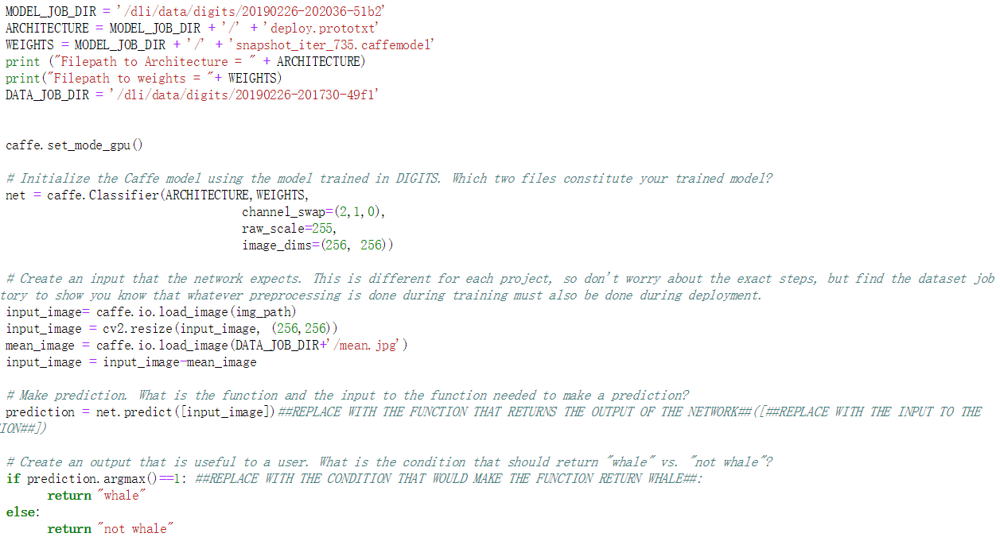 MODEL_JOB_DIR = '/dli/data/digits/20190226-202036-51b2'
ARCHITECTURE = MODEL_JOB_DIR + '/' + 'deploy.prototxt'
WEIGHTS = MODEL_JOB_DIR + '/' + 'snapshot_iter_735.caffemodel'
print ("Filepath to Architecture = " + ARCHITECTURE)
print("Filepath to weights = "+ WEIGHTS)
DATA_JOB_DIR = '/dli/data/digits/20190226-201730-49f1'
caffe.set_mode_gpu()
# Initialize the Caffe model using the model trained in DIGITS. Which two files constitute your trained model?
net = caffe.Classifier(ARCHITECTURE,WEIGHTS,
channel_swap=(2,1,0),
raw_scale=255,
image_dims=(256, 256))
# Create an input that the network expects. This is different for each project, so don't worry about the exact steps, but find the dataset job
tory to show you know that whatever preprocessing is done during training must also be done during deployment.
input_image= caffe.io.load_image(img_path)
input_image = cv2.resize(input_image, (256,256))
mean_image = caffe.io.load_image(DATA_JOB_DIR+'/mean.jpg')
input_image = input_image-mean_image
# Make prediction. What is the function and the input to the function needed to make a prediction?
prediction = net.predict([input_image])##REPLACE WITH THE FUNCTION THAT RETURNS THE OUTPUT OF THE NETWORK##([##REPLACE WITH THE INPUT TO THE
ION##])
# Create an output that is useful to a user. What is the condition that should return "whale" vs. "not whale"?
if prediction.argmax()==1: ##REPLACE WITH THE CONDITION THAT WOULD MAKE THE FUNCTION RETURN WHALE##:
return "whale"
else:
return "not whale"